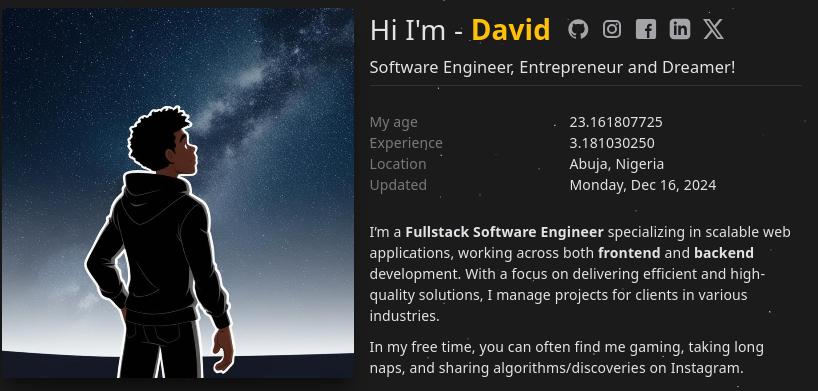 Hi I'm - David
Software Engineer, Entrepreneur and Dreamer!
My age 23.161807725
Experience 3.181030250
Location Abuja, Nigeria
Updated Monday, Dec 16, 2024
I'm a Fullstack Software Engineer specializing in scalable web
applications, working across both frontend and backend
development. With a focus on delivering efficient and high-
quality solutions, I manage projects for clients in various
industries.
In my free time, you can often find me gaming, taking long
naps, and sharing algorithms/discoveries on Instagram.